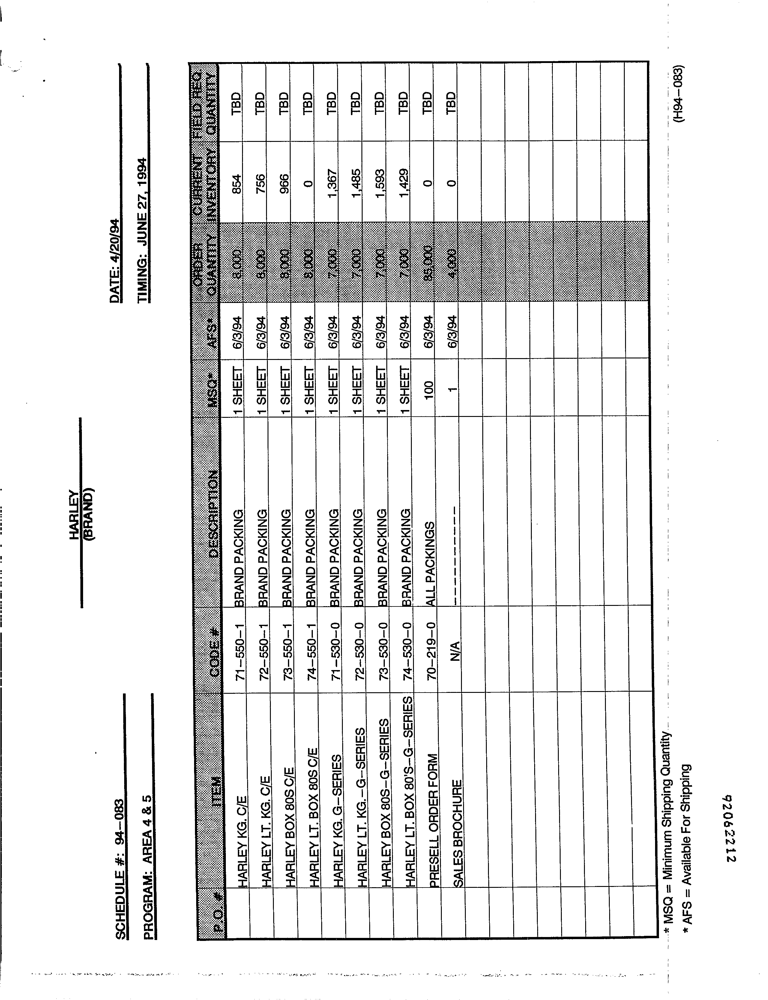 HARLEY
(BRAND)
SCHEDULE #: 94-083
DATE: 4/20/94
PROGRAM: AREA 4 & 5
TIMING: JUNE 27, 1994
P.O. # ITEM CODE # DESCRIPTION MSQ* AFS* ORDER QUANTITY CURRENT INVENTORY FIELD REQ. QUANTITY
HARLEY KG. C/E 71-550-1 BRAND PACKING 1 SHEET 6/3/94 8,000 854 TBD
HARLEY LT. KG. C/E 72-550-1 BRAND PACKING 1 SHEET 6/3/94 8,000 756 TBD
HARLEY BOX 80S C/E 73-550-1 BRAND PACKING 1 SHEET 6/3/94 8,000 966 TBD
HARLEY LT. BOX 80S C/E 74-550-1 BRAND PACKING 1 SHEET 6/3/94 8,000 0 TBD
HARLEY KG. G-SERIES 71-530-0 BRAND PACKING 1 SHEET 6/3/94 7,000 1,367 TBD
HARLEY LT. KG. -G-SERIES 72-530-0 BRAND PACKING 1 SHEET 6/3/94 7,000 1,485 TBD
HARLEY BOX 80S-G-SERIES 73-530-0 BRAND PACKING 1 SHEET 6/3/94 7,000 1,593 TBD
HARLEY LT. BOX 80'S-G-SERIES 74-530-0 BRAND PACKING 1 SHEET 6/3/94 7,000 1,429 TBD
PRESELL ORDER FORM 70-219-0 ALL PACKINGS 100 6/3/94 85,000 0 TBD
SALES BROCHURE N/A ---------- 1 6/3/94 4,000 0 TBD
* MSQ = Minimum Shipping Quantity
(H94-083)
* AFS = Available For Shipping
92062212